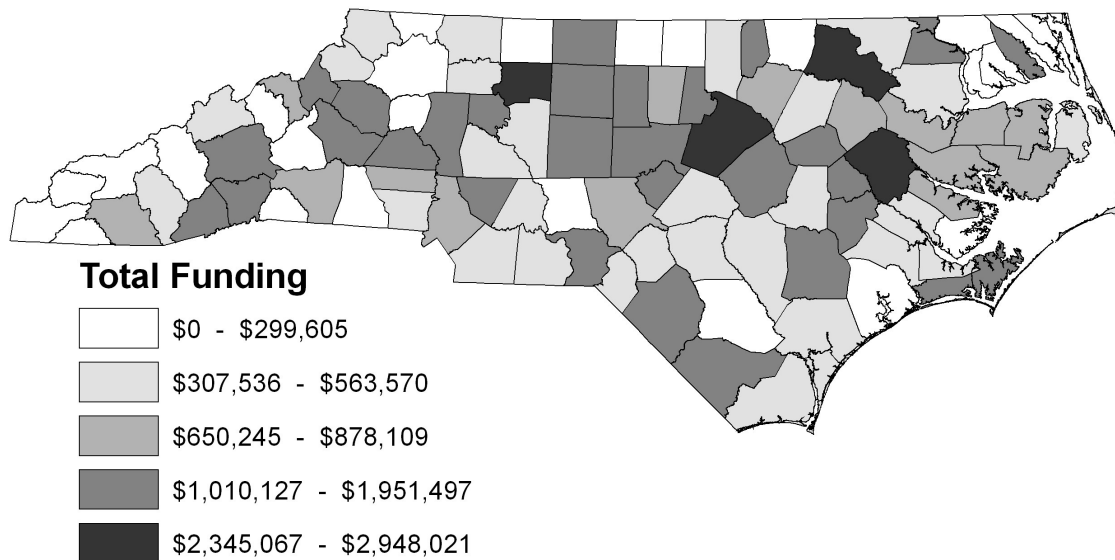 Total Funding
$0 - $299,605
$307,536 - $563,570
$650,245 - $878,109
$1,010,127 - $1,951,497
$2,345,067 - $2,948,021